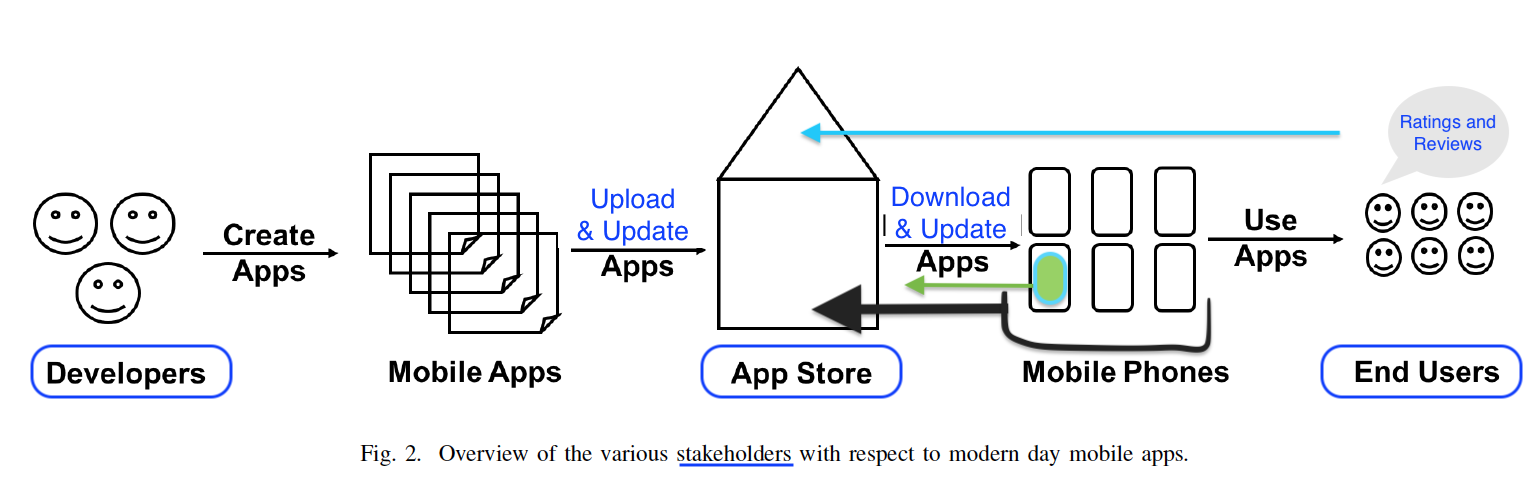 Ratings and
Reviews
Create
Apps
Upload
& Update
Apps
Download
& Update
Apps
Use
Apps
Developers
Mobile Apps
App Store
Mobile Phones
End Users
Fig. 2. Overview of the various stakeholders with respect to modern day mobile apps.